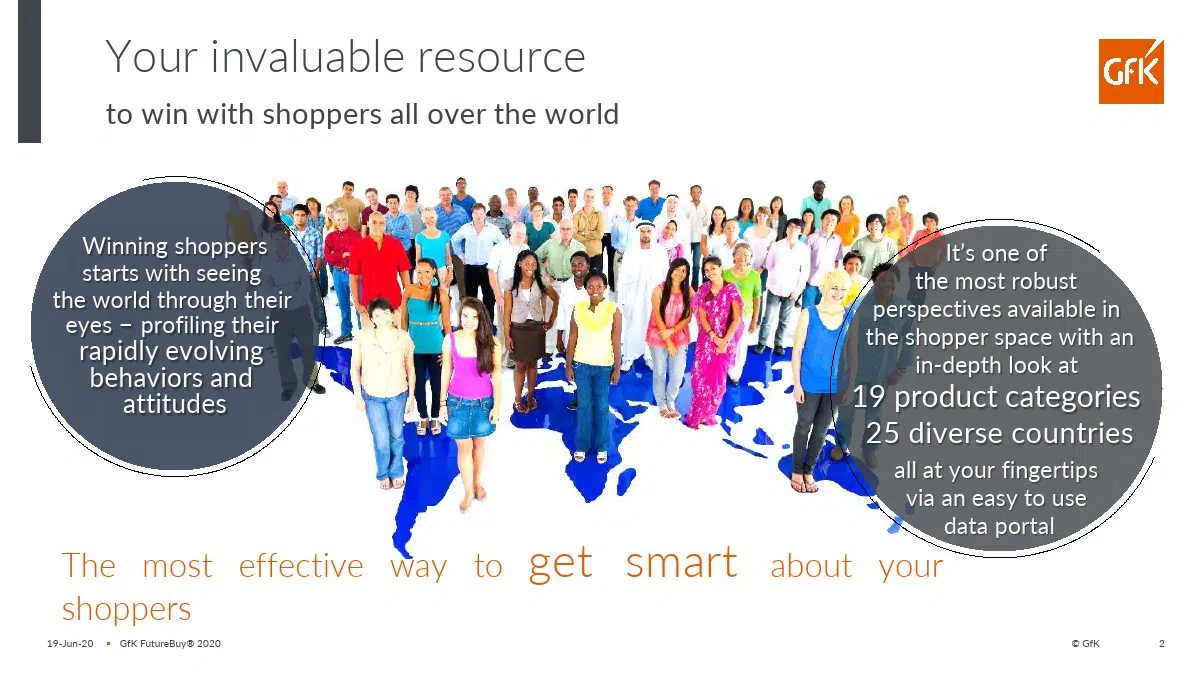 Your invaluable resource
to win with shoppers all over the world
GfK
Winning shoppers
starts with seeing
the world through their
eyes – profiling their
rapidly evolving
behaviors and
attitudes
It's one of
the most robust
perspectives available in
the shopper space with an
in-depth look at
19 product categories
25 diverse countries
all at your fingertips
via an easy to use
data portal
The most effective way to get smart about your
shoppers
19-Jun-20 ▪ GfK FutureBuy® 2020
© GfK 2